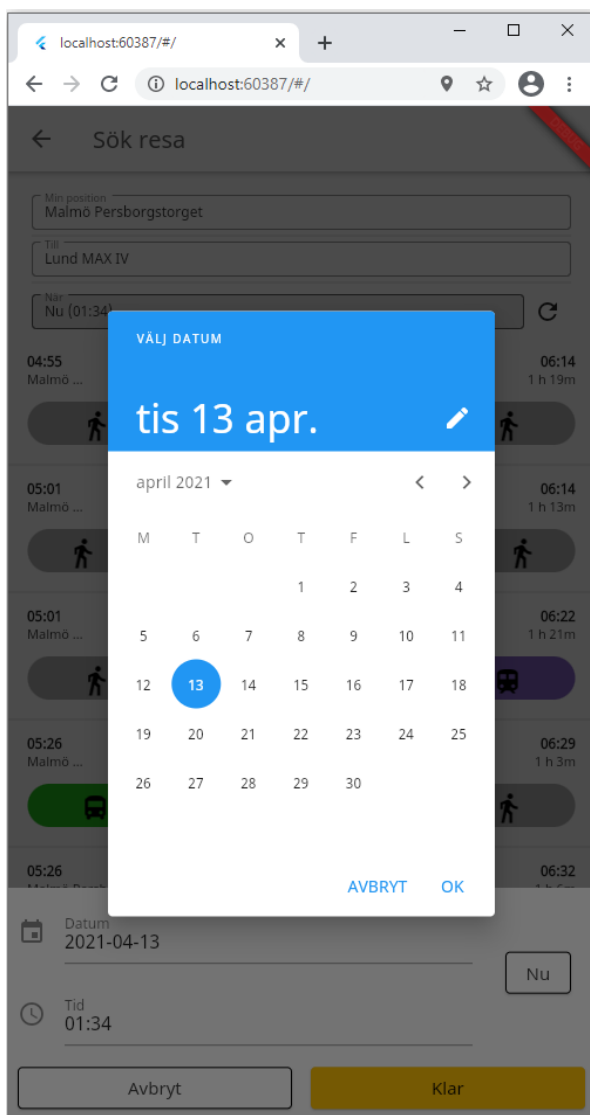 localhost:60387/#/
localhost:60387/#/
Sök resa
DEBUG
Min position
Malmö Persborgstorget
Till
Lund MAX IV
När
Nu (01:34)
VÄLJ DATUM
tis 13 apr.
april 2021
M T O T F L S
1 2 3 4
5 6 7 8 9 10 11
12 13 14 15 16 17 18
19 20 21 22 23 24 25
26 27 28 29 30
AVBRYT OK
04:55 06:14
Malmö ... 1 h 19m
05:01 06:14
Malmö ... 1 h 13m
05:01 06:22
Malmö ... 1 h 21m
05:26 06:29
Malmö ... 1 h 3m
05:26 06:32
Datum
2021-04-13
Nu
Tid
01:34
Avbryt Klar